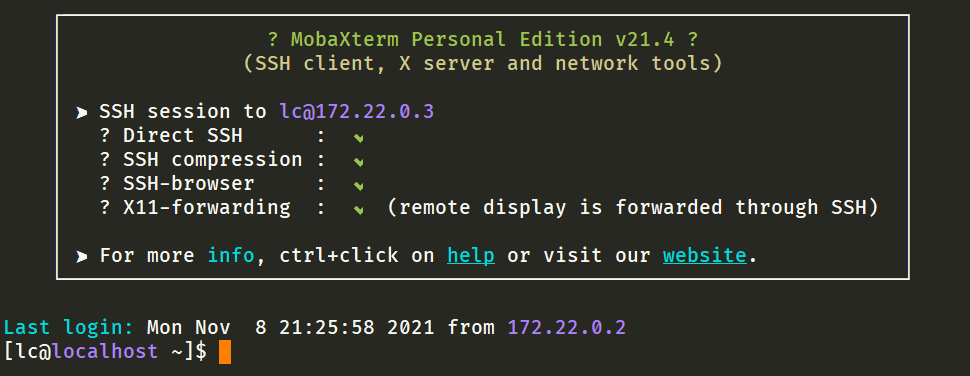 ? MobaXterm Personal Edition v21.4 ?
(SSH client, X server and network tools)
➤ SSH session to lc@172.22.0.3
? Direct SSH : ✔
? SSH compression : ✔
? SSH-browser : ✔
? X11-forwarding : ✔ (remote display is forwarded through SSH)
➤ For more info, ctrl+click on help or visit our website.
Last login: Mon Nov  8 21:25:58 2021 from 172.22.0.2
[lc@localhost ~]$